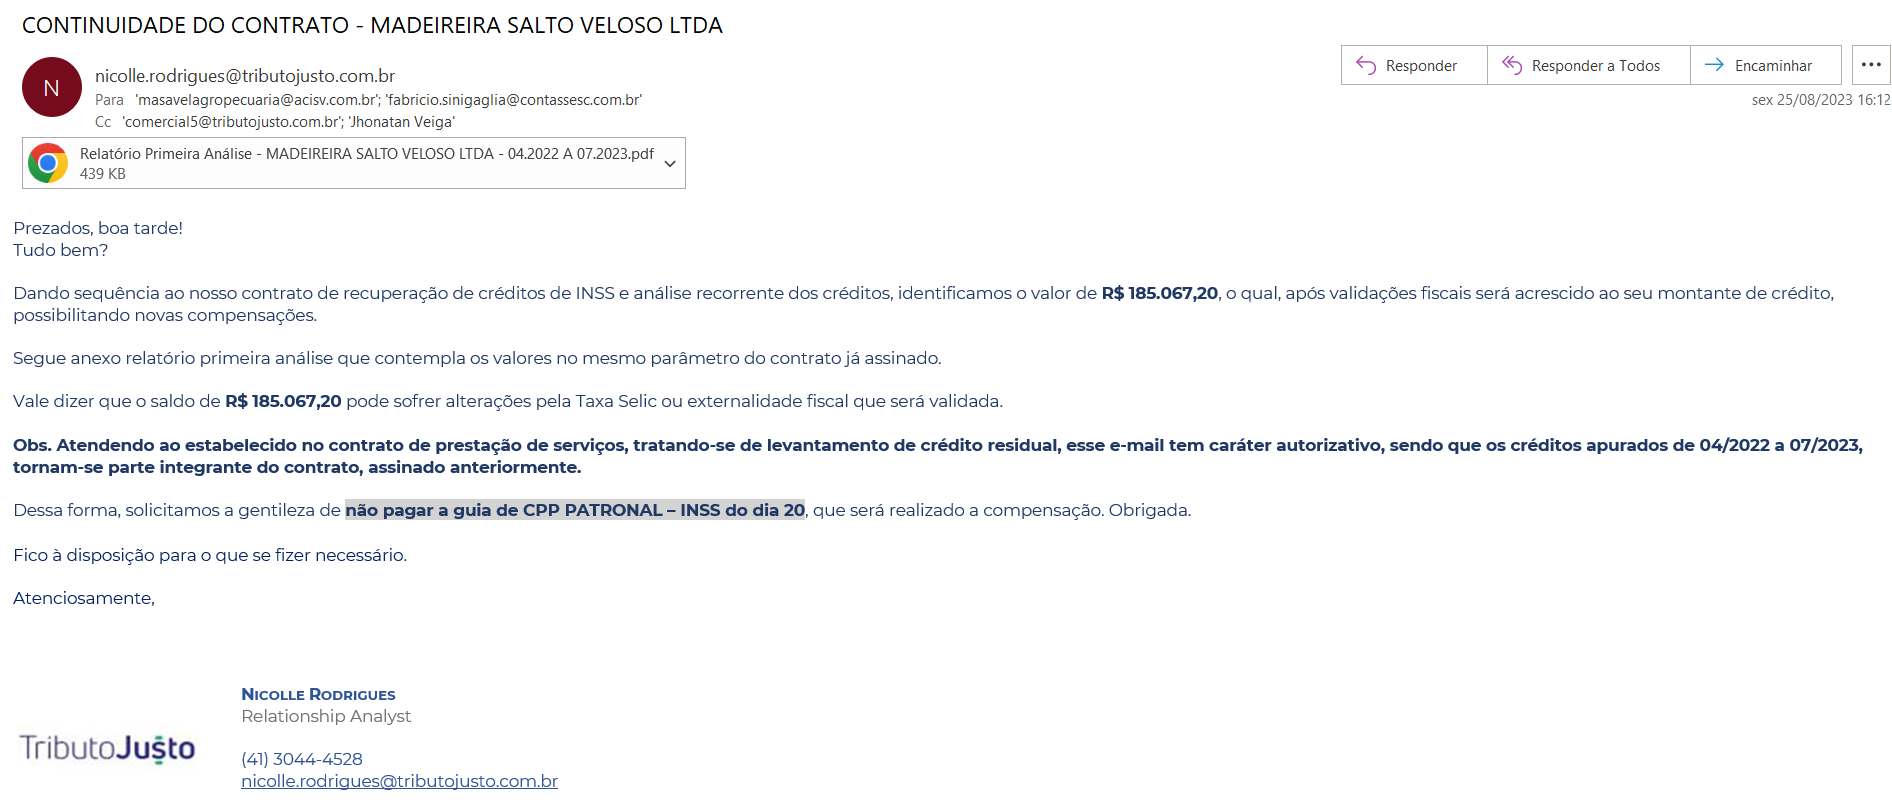 CONTINUIDADE DO CONTRATO - MADEIREIRA SALTO VELOSO LTDA
N
nicolle.rodrigues@tributojusto.com.br
Para 'masavelagropecuaria@acisv.com.br'; 'fabricio.sinigaglia@contassesc.com.br'
Cc 'comercial5@tributojusto.com.br'; 'Jhonatan Veiga'
Responder
Responder a Todos
Encaminhar
sex 25/08/2023 16:12
Relatório Primeira Análise - MADEIREIRA SALTO VELOSO LTDA - 04.2022 A 07.2023.pdf
439 KB
Prezados, boa tarde!
Tudo bem?
Dando sequência ao nosso contrato de recuperação de créditos de INSS e análise recorrente dos créditos, identificamos o valor de R$ 185.067,20, o qual, após validações fiscais será acrescido ao seu montante de crédito,
possibilitando novas compensações.
Segue anexo relatório primeira análise que contempla os valores no mesmo parâmetro do contrato já assinado.
Vale dizer que o saldo de R$ 185.067,20 pode sofrer alterações pela Taxa Selic ou externalidade fiscal que será validada.
Obs. Atendendo ao estabelecido no contrato de prestação de serviços, tratando-se de levantamento de crédito residual, esse e-mail tem caráter autorizativo, sendo que os créditos apurados de 04/2022 a 07/2023,
tornam-se parte integrante do contrato, assinado anteriormente.
Dessa forma, solicitamos a gentileza de não pagar a guia de CPP PATRONAL – INSS do dia 20, que será realizado a compensação. Obrigada.
Fico à disposição para o que se fizer necessário.
Atenciosamente,
NICOLLE RODRIGUES
Relationship Analyst
TributoJusto
(41) 3044-4528
nicolle.rodrigues@tributojusto.com.br